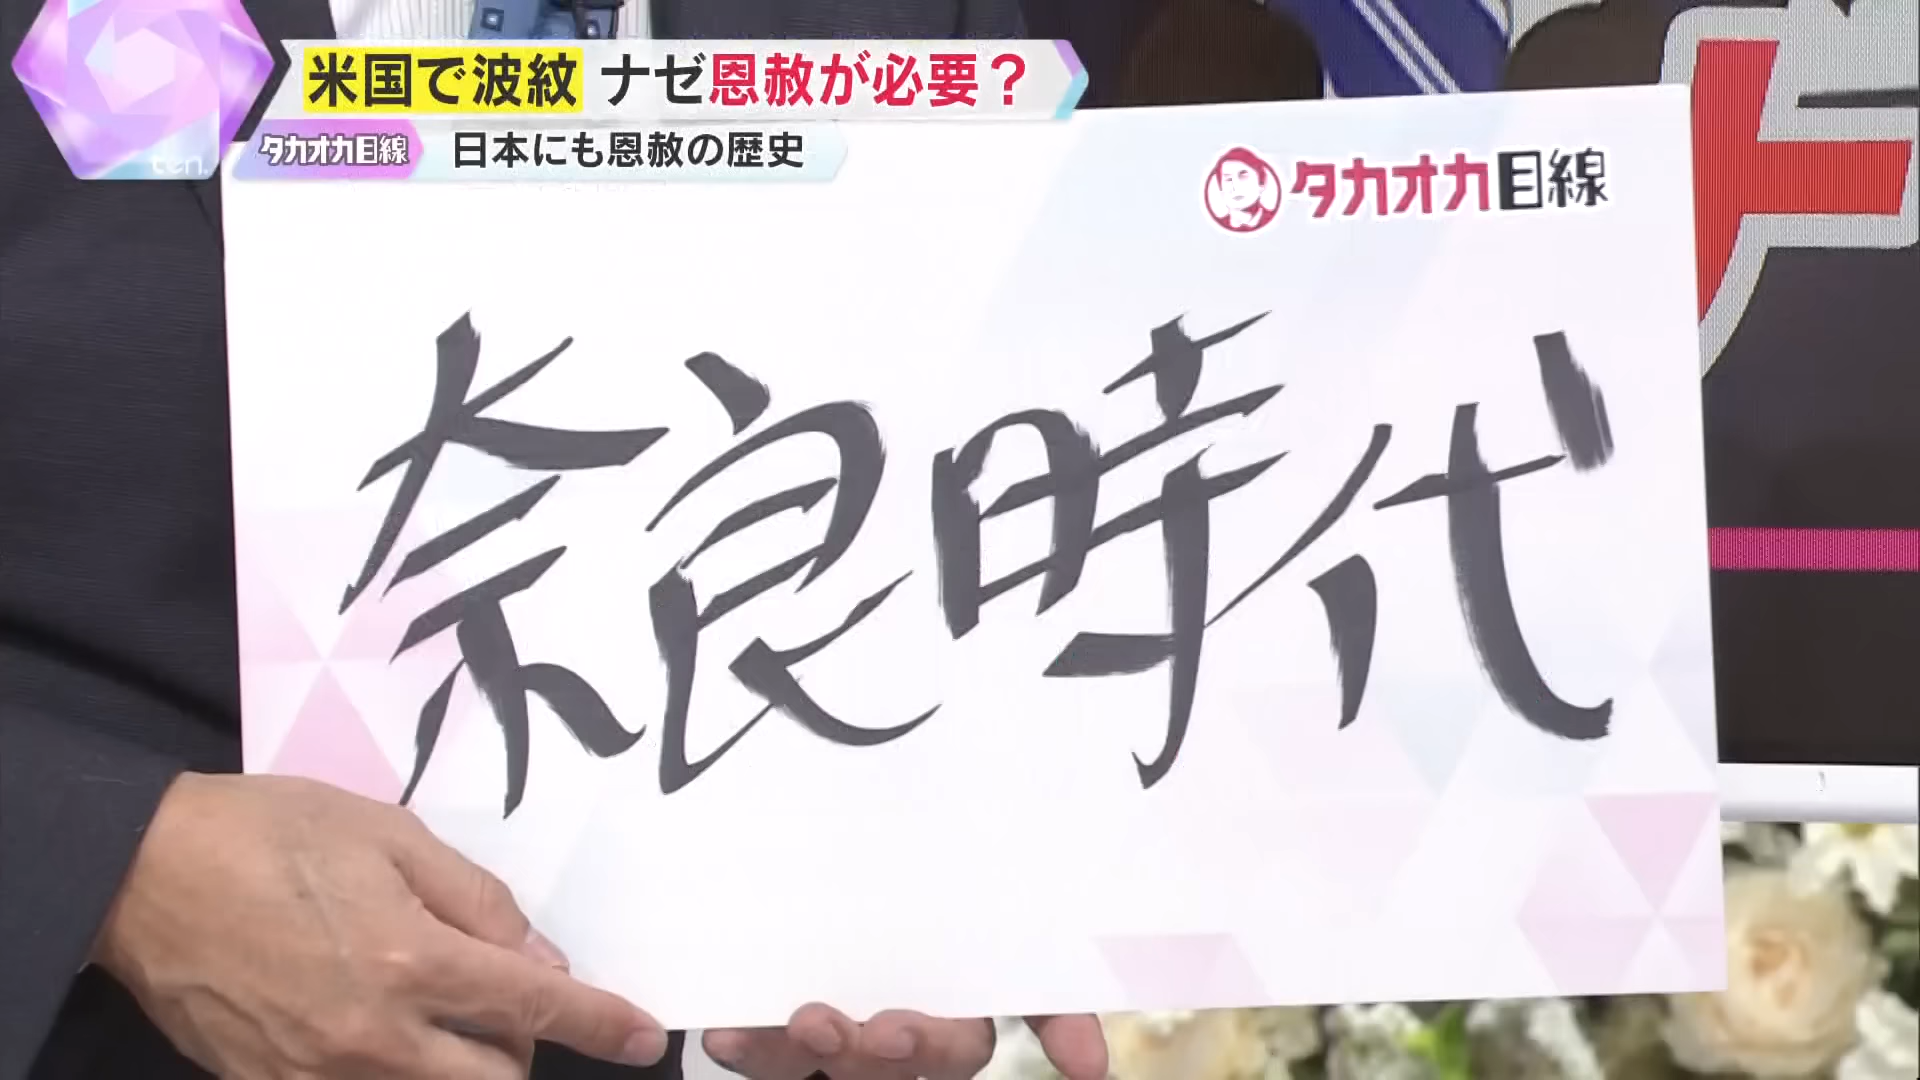 米国で波紋 ナゼ恩赦が必要？
ten.
タカオカ目線 日本にも恩赦の歴史
タカオカ目線
奈良時代